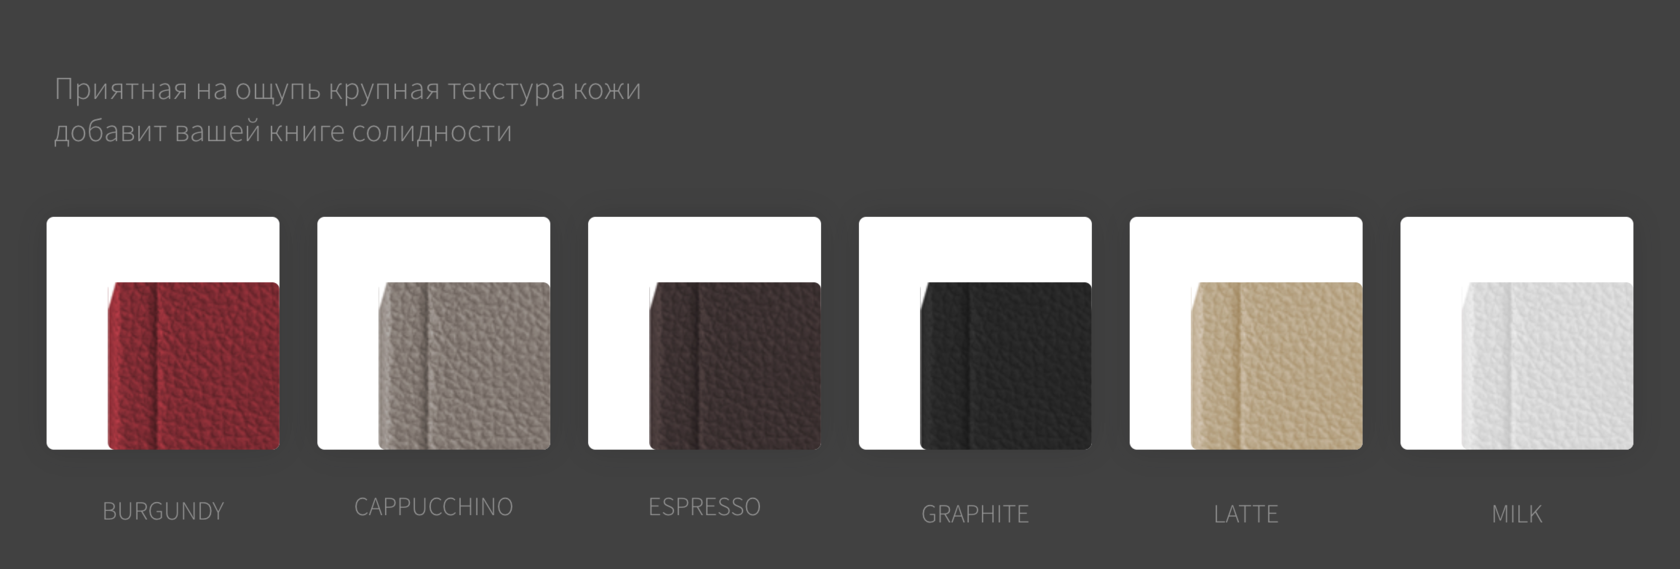 Приятная на ощупь крупная текстура кожи
добавит вашей книге солидности
BURGUNDY
CAPPUCCHINO
ESPRESSO
GRAPHITE
LATTE
MILK